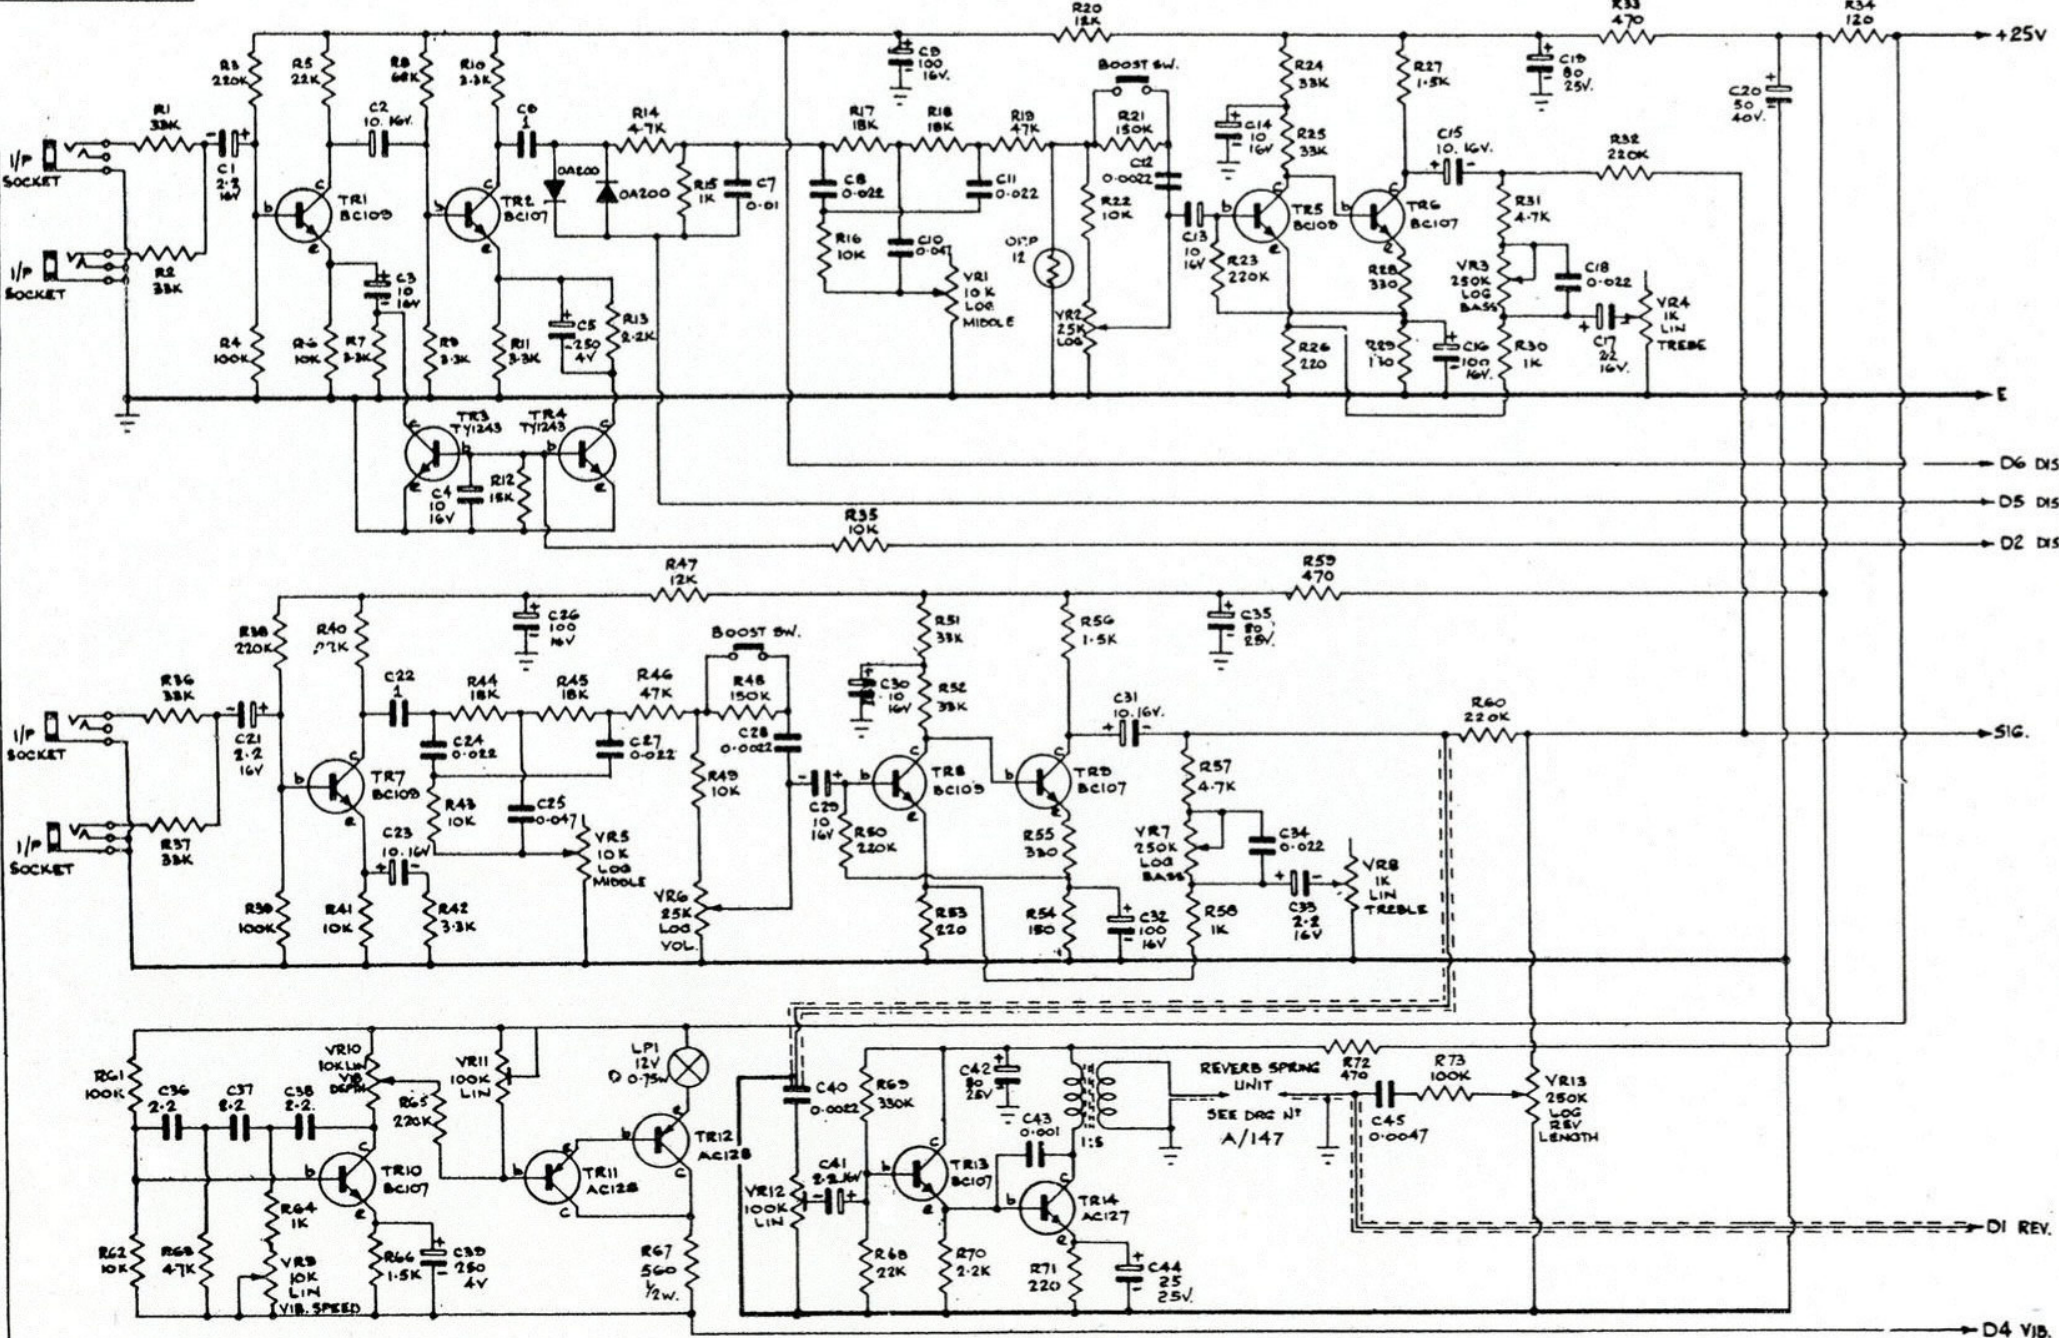 R20
12K
R33
470
R34
120
+25V
R3
220K
R5
22K
R8
68K
R10
3.3K
C9
100
16V.
BOOST SW.
R24
33K
R27
1.5K
C19
80
25V.
C20
50
40V.
R1
33K
C2
10. 16V.
C6
1
R14
4.7K
R17
18K
R18
18K
R19
47K
R21
150K
C14
10
16V
R25
33K
C15
10. 16V.
R32
220K
I/P
SOCKET
C1
2.2
16V
c
b
e
TR1
BC109
c
b
e
TR2
BC107
OA200
OA200
R15
1K
C7
0.01
C8
0.022
C11
0.022
C12
0.0022
R22
10K
C13
10
16V
c
b
e
TR5
BC109
c
b
e
TR6
BC107
R31
4.7K
I/P
SOCKET
R2
33K
C3
10
16V
R16
10K
C10
0.047
VR1
10K
LOG
MIDDLE
12
R23
220K
R28
330
VR3
250K
LOG
BASS
C18
0.022
VR4
1K
LIN
TREBE
R4
100K
R6
10K
R7
3.3K
R9
3.3K
R11
3.3K
C5
250
4V
R13
2.2K
VR2
25K
LOG
R26
220
R29
C16
100
16V.
R30
1K
C17
22
16V.
E
TR3
TY1243
TR4
TY1243
c
b
e
c
b
e
C4
10
16V
R12
15K
D6 DIS
D5 DIS
R35
10K
D2 DIS
R47
12K
R59
470
R38
220K
R40
C26
100
16V
BOOST SW.
R51
33K
R56
1.5K
C35
80
25V.
R36
33K
C22
1
R44
18K
R45
18K
R46
47K
R48
150K
C30
10
16V
R52
33K
C31
10.16V.
R60
220K
I/P
SOCKET
C21
2.2
16V
C24
0.022
C27
0.022
C28
0.0022
SIG.
c
b
e
TR7
BC109
R43
10K
C25
0.047
R49
10K
C29
10
16V
c
b
e
TR8
BC109
c
b
e
TR9
BC107
R57
4.7K
I/P
SOCKET
R37
33K
C23
10.16V
VR5
10K
LOG
MIDDLE
R50
220K
R55
330
VR7
250K
LOG
BASS
C34
0.022
VR8
1K
LIN
TREBLE
R39
100K
R41
10K
R42
3.3K
VR6
25K
LOG
VOL.
R53
220
R54
150
C32
100
16V
R58
1K
C33
2.2
16V
R61
100K
C36
2.2
C37
2.2
C38
2.2.
VR10
10K LIN
VIB
DEPTH
R65
220K
VR11
100K
LIN
LP1
12V
0.75W
C40
0.0022
R69
330K
C42
80
25V
C43
0.001
1:5
REVERB SPRING
UNIT
SEE DRG Nº
A/147
R72
470
R73
100K
C45
0.0047
VR13
250K
LOG
REV
LENGTH
c
b
e
TR10
BC107
e
b
c
TR11
AC128
e
b
c
TR12
AC128
VR12
100K
LIN
C41
2.2.16V
c
b
e
TR13
BC107
c
b
e
TR14
AC127
D1 REV.
R62
10K
R63
47K
R64
1K
VR9
10K
LIN
VIB. SPEED
R66
1.5K
C39
250
4V
R67
560
1/2W.
R68
22K
R70
2.2K
R71
220
C44
25
25V.
D4 VIB.